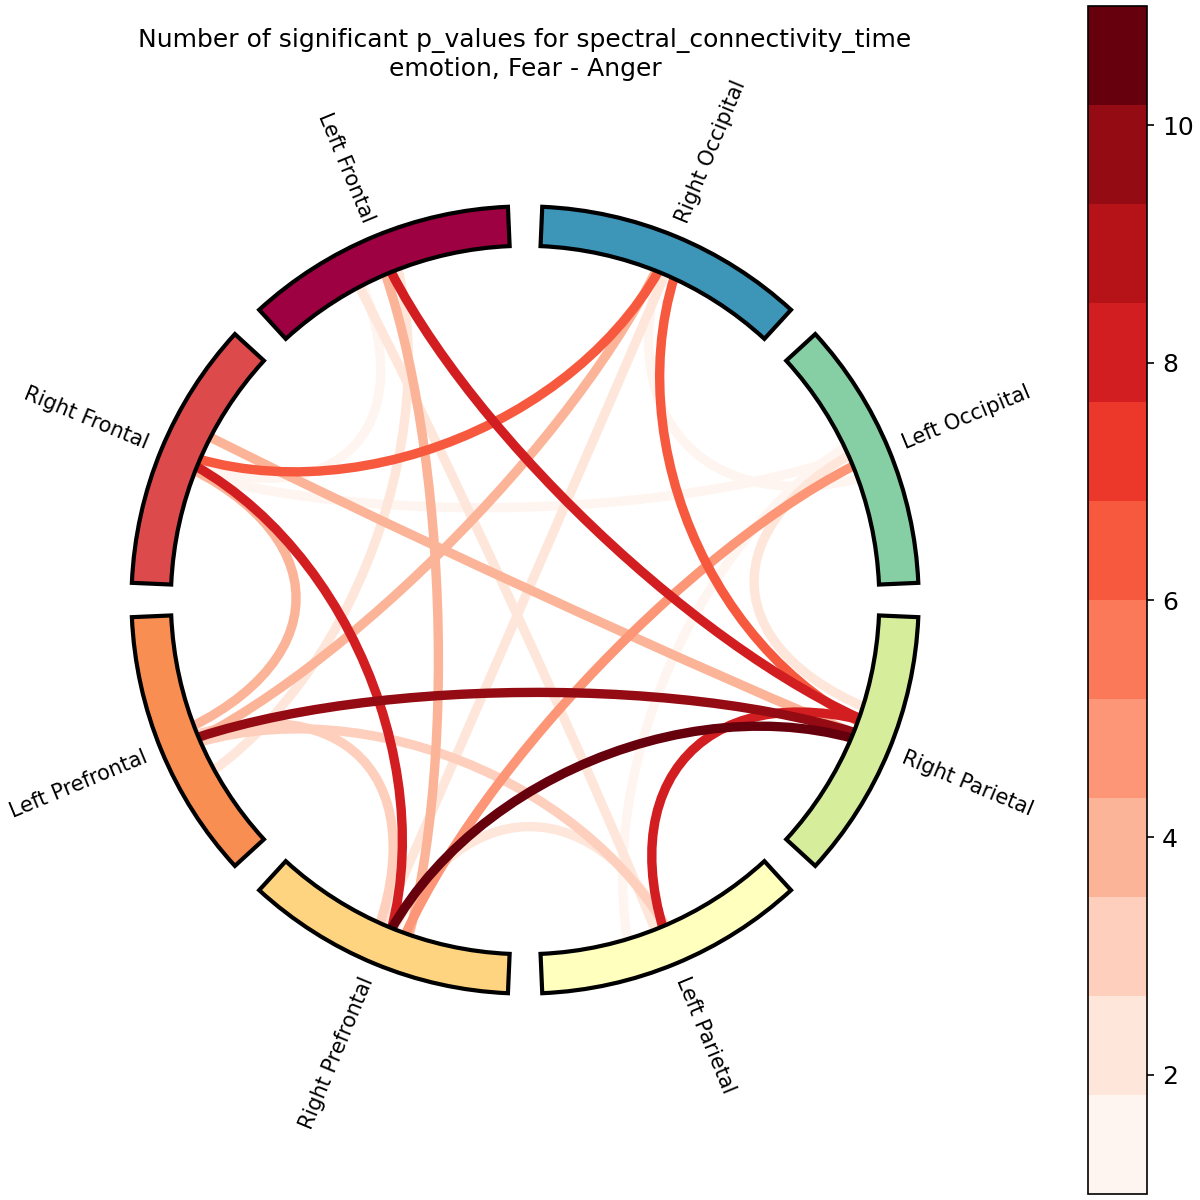 Number of significant p_values for spectral_connectivity_time
emotion, Fear - Anger
Left Frontal
Right Occipital
Right Frontal
Left Occipital
Left Prefrontal
Right Parietal
Right Prefrontal
Left Parietal
10
8
6
4
2